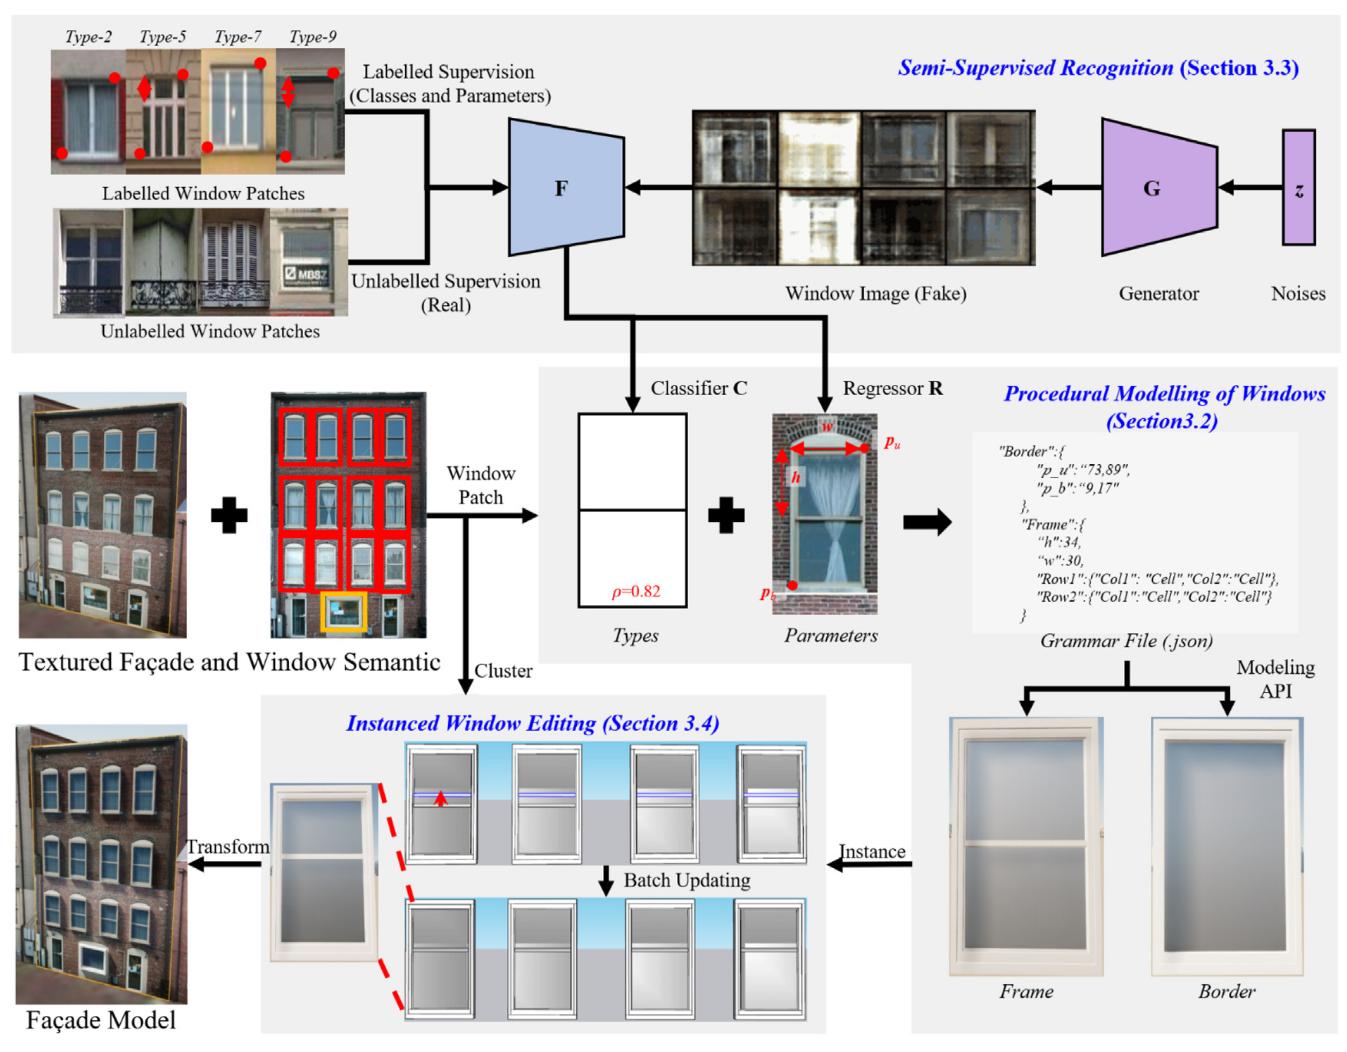 Type-2 Type-5 Type-7 Type-9
Labelled Supervision
(Classes and Parameters)
Semi-Supervised Recognition (Section 3.3)
Labelled Window Patches
F
G
z
MBSZ
Unlabelled Supervision
(Real)
Window Image (Fake)
Generator
Noises
Unlabelled Window Patches
Classifier C
Regressor R
Procedural Modelling of Windows
(Section3.2)
Window
Patch
w
p_u
h
ρ=0.82
p_b
"Border":{
"p_u":“73,89",
"p_b":“9,17"
},
"Frame":{
“h":34,
“w":30,
"Row1":{"Col1": "Cell","Col2":"Cell"},
"Row2":{"Col1":"Cell","Col2":"Cell"}
}
Types
Parameters
Grammar File (.json)
Textured Façade and Window Semantic
Cluster
Modeling
API
Instanced Window Editing (Section 3.4)
Transform
Instance
Batch Updating
Frame
Border
Façade Model